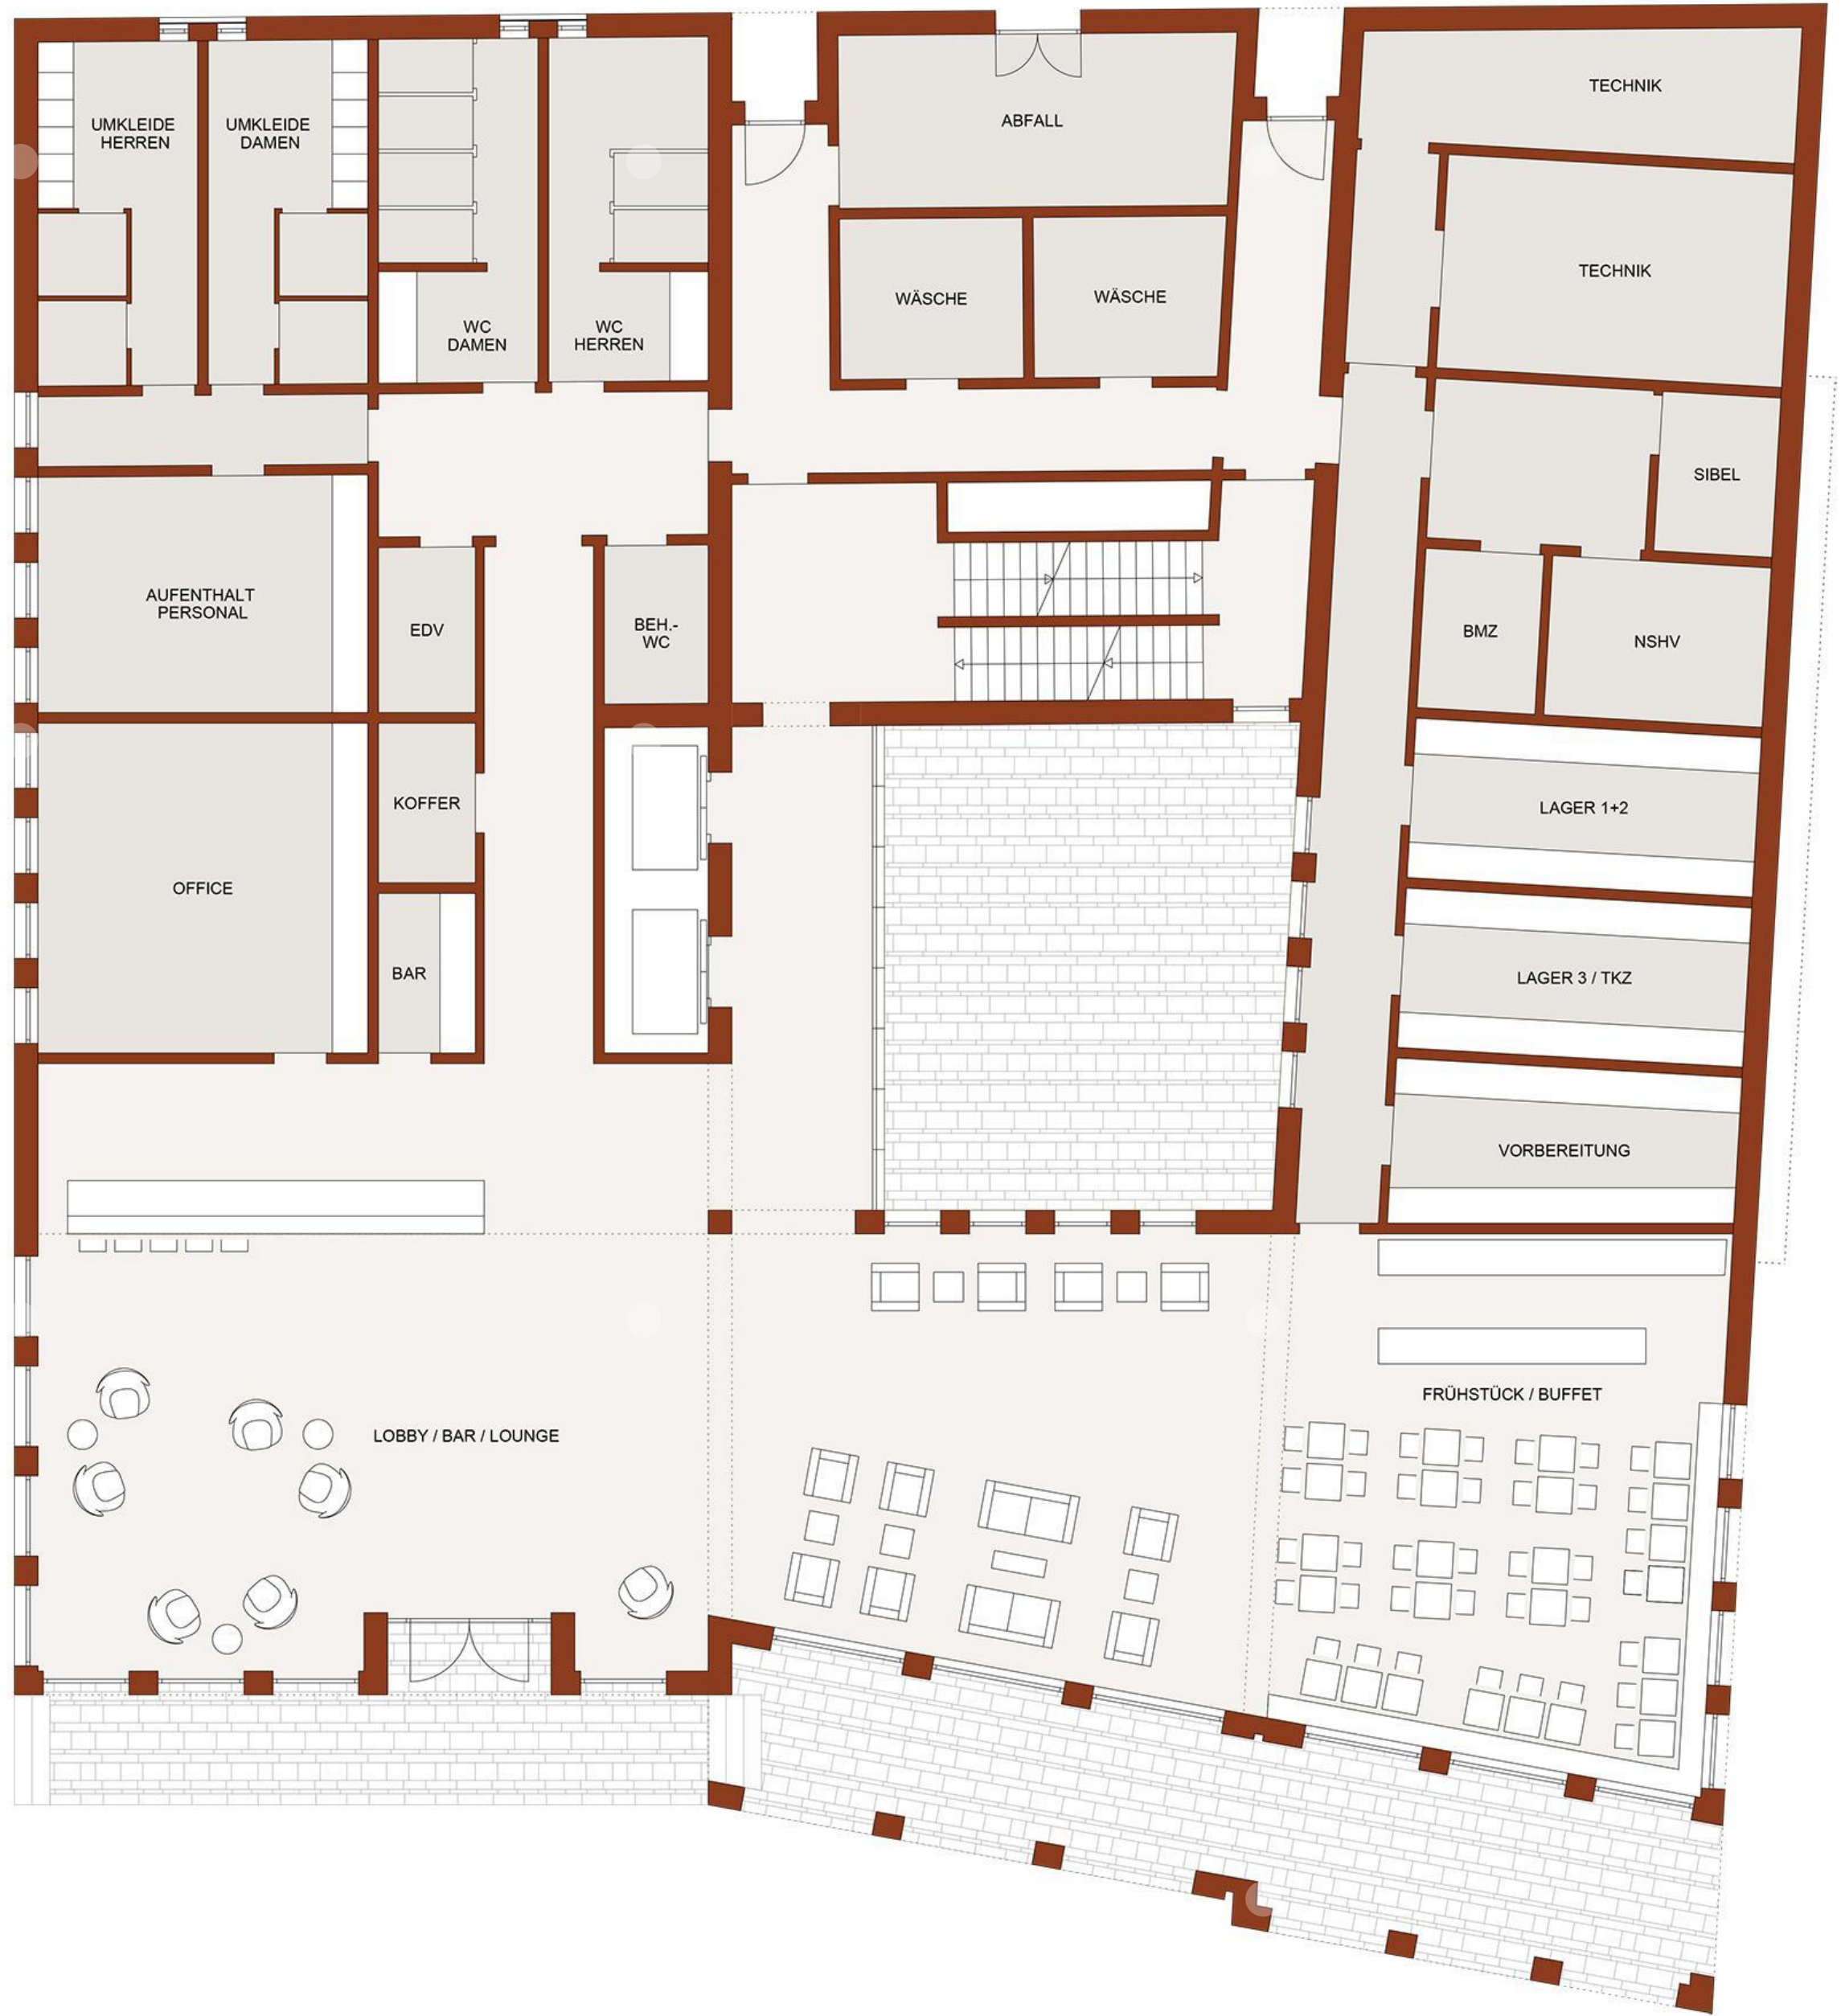 TECHNIK
UMKLEIDE
HERREN
UMKLEIDE
DAMEN
ABFALL
TECHNIK
WÄSCHE
WÄSCHE
WC
DAMEN
WC
HERREN
SIBEL
AUFENTHALT
PERSONAL
EDV
BEH.-
WC
BMZ
NSHV
KOFFER
LAGER 1+2
OFFICE
BAR
LAGER 3 / TKZ
VORBEREITUNG
FRÜHSTÜCK / BUFFET
LOBBY / BAR / LOUNGE